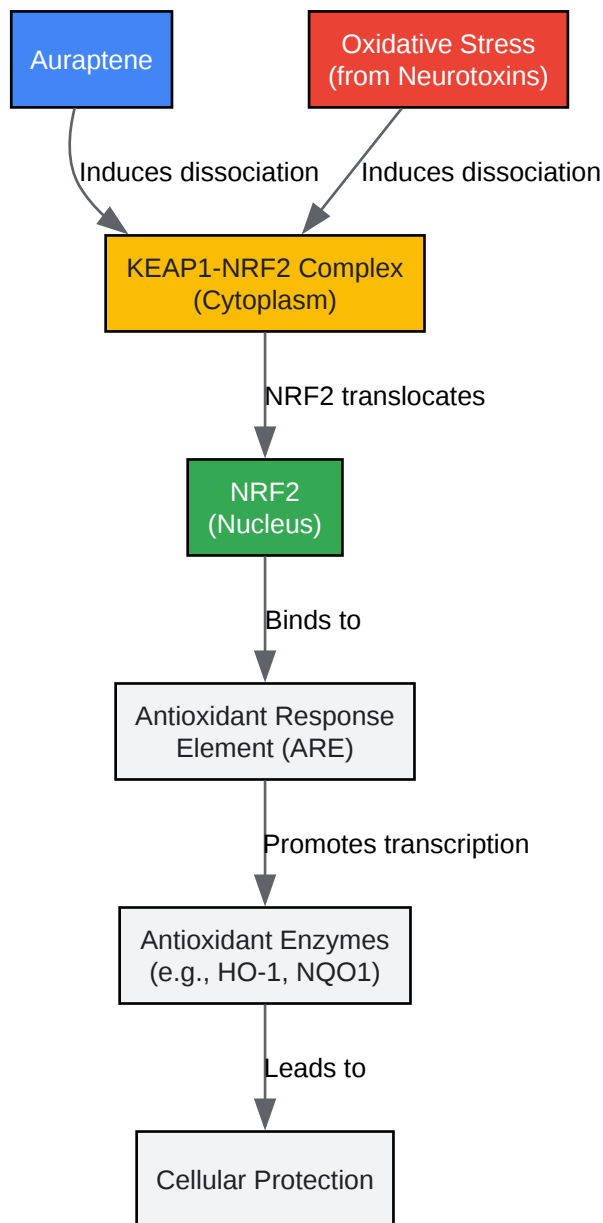 Auraptene
Oxidative Stress
(from Neurotoxins)
Induces dissociation
Induces dissociation
KEAP1-NRF2 Complex
(Cytoplasm)
NRF2 translocates
NRF2
(Nucleus)
Binds to
Antioxidant Response
Element (ARE)
Promotes transcription
Antioxidant Enzymes
(e.g., HO-1, NQO1)
Leads to
Cellular Protection